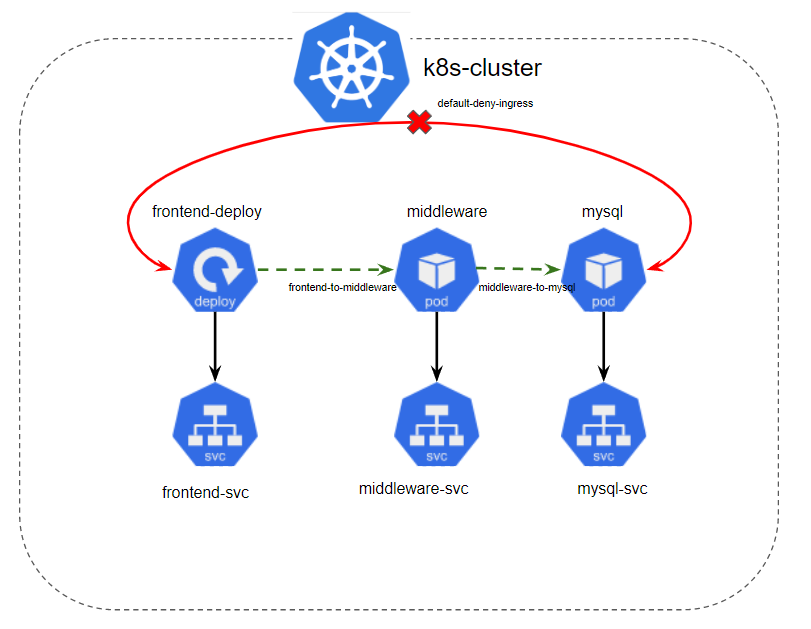 k8s-cluster
default-deny-ingress
frontend-deploy
middleware
mysql
deploy
frontend-to-middleware
pod
middleware-to-mysql
pod
svc
svc
svc
frontend-svc
middleware-svc
mysql-svc